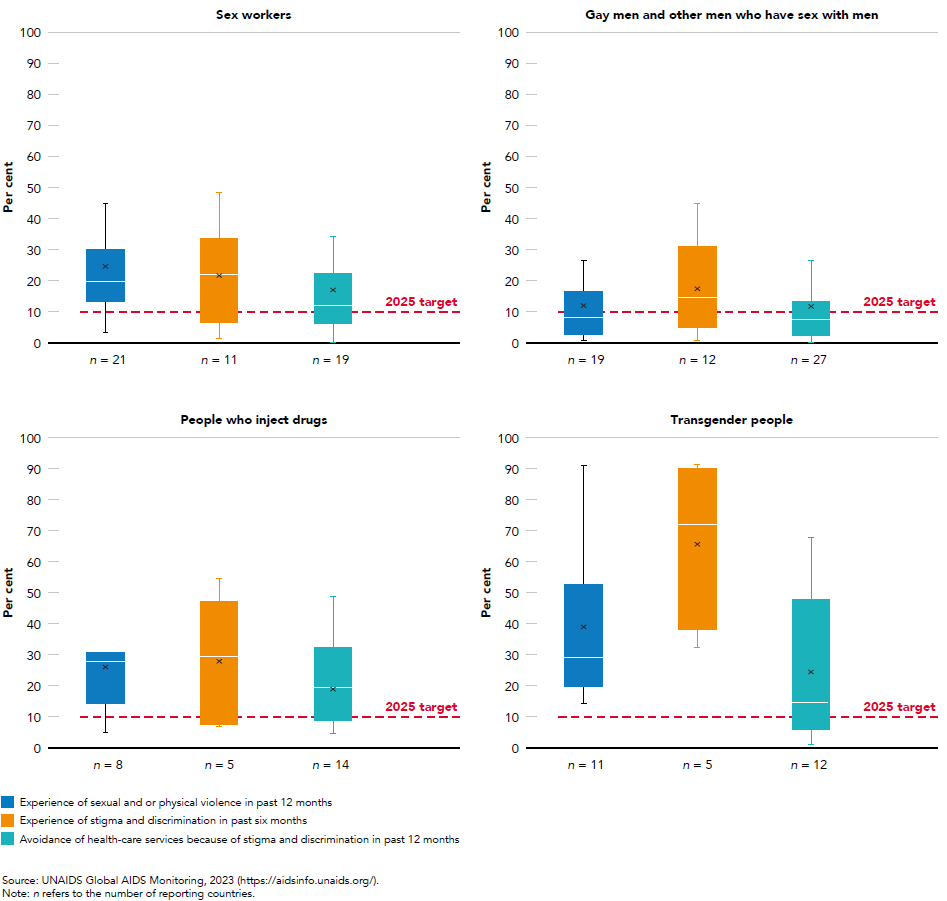 Sex workers
Per cent
100
90
80
70
60
50
40
30
20
10
0
2025 target
n = 21
n = 11
n = 19
Gay men and other men who have sex with men
Per cent
100
90
80
70
60
50
40
30
20
10
0
2025 target
n = 19
n = 12
n = 27
People who inject drugs
Per cent
100
90
80
70
60
50
40
30
20
10
0
2025 target
n = 8
n = 5
n = 14
Transgender people
Per cent
100
90
80
70
60
50
40
30
20
10
0
2025 target
n = 11
n = 5
n = 12
Experience of sexual and or physical violence in past 12 months
Experience of stigma and discrimination in past six months
Avoidance of health-care services because of stigma and discrimination in past 12 months
Source: UNAIDS Global AIDS Monitoring, 2023 (https://aidsinfo.unaids.org/).
Note: n refers to the number of reporting countries.